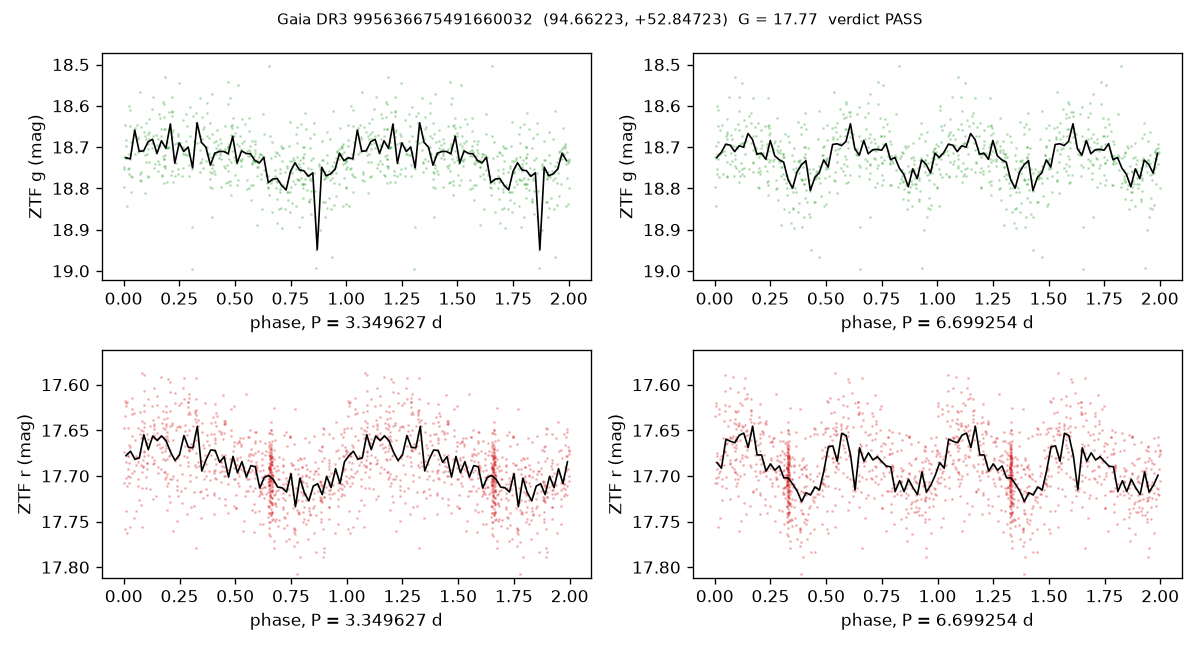 Gaia DR3 995636675491660032 (94.66223, +52.84723) G = 17.77 verdict PASS
ZTF g (mag)
18.5
18.6
18.7
18.8
18.9
19.0
0.00 0.25 0.50 0.75 1.00 1.25 1.50 1.75 2.00
phase, P = 3.349627 d
ZTF g (mag)
18.5
18.6
18.7
18.8
18.9
19.0
0.00 0.25 0.50 0.75 1.00 1.25 1.50 1.75 2.00
phase, P = 6.699254 d
ZTF r (mag)
17.60
17.65
17.70
17.75
17.80
0.00 0.25 0.50 0.75 1.00 1.25 1.50 1.75 2.00
phase, P = 3.349627 d
ZTF r (mag)
17.60
17.65
17.70
17.75
17.80
0.00 0.25 0.50 0.75 1.00 1.25 1.50 1.75 2.00
phase, P = 6.699254 d